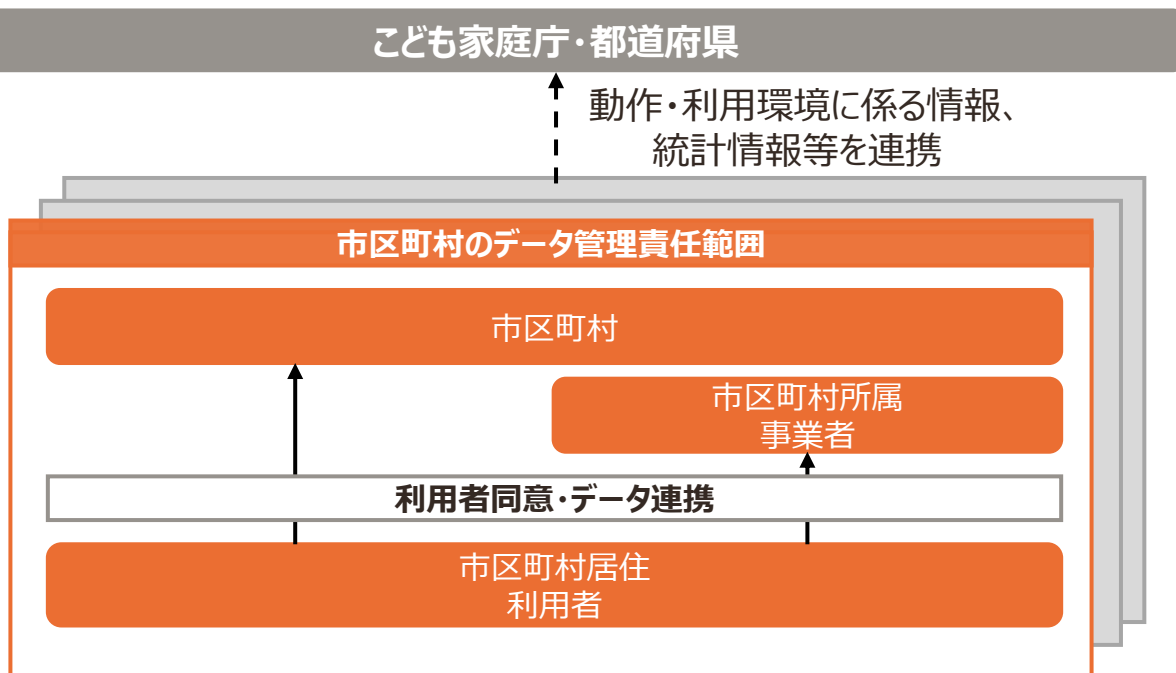 こども家庭庁・都道府県
動作・利用環境に係る情報、
統計情報等を連携
市区町村のデータ管理責任範囲
市区町村
市区町村所属
事業者
利用者同意・データ連携
市区町村居住
利用者